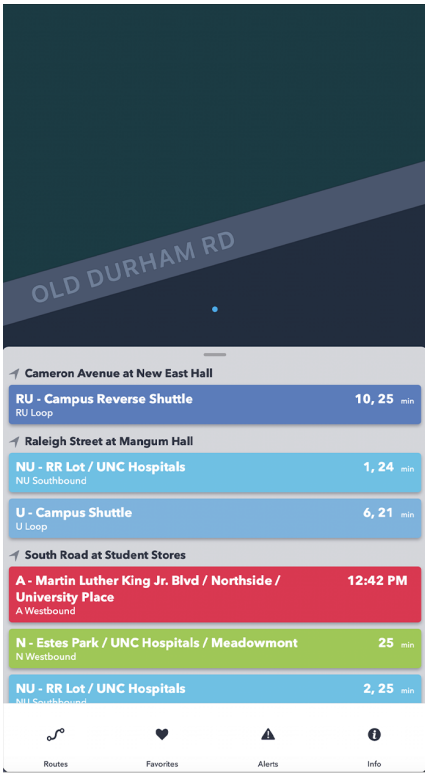 OLD DURHAM RD
Cameron Avenue at New East Hall
RU - Campus Reverse Shuttle 10, 25 min
RU Loop
Raleigh Street at Mangum Hall
NU - RR Lot / UNC Hospitals 1, 24 min
NU Southbound
U - Campus Shuttle 6, 21 min
U Loop
South Road at Student Stores
A - Martin Luther King Jr. Blvd / Northside / 12:42 PM
University Place
A Westbound
N - Estes Park / UNC Hospitals / Meadowmont 25 min
N Westbound
NU - RR Lot / UNC Hospitals 2, 25 min
NU Southbound
Routes Favorites Alerts Info